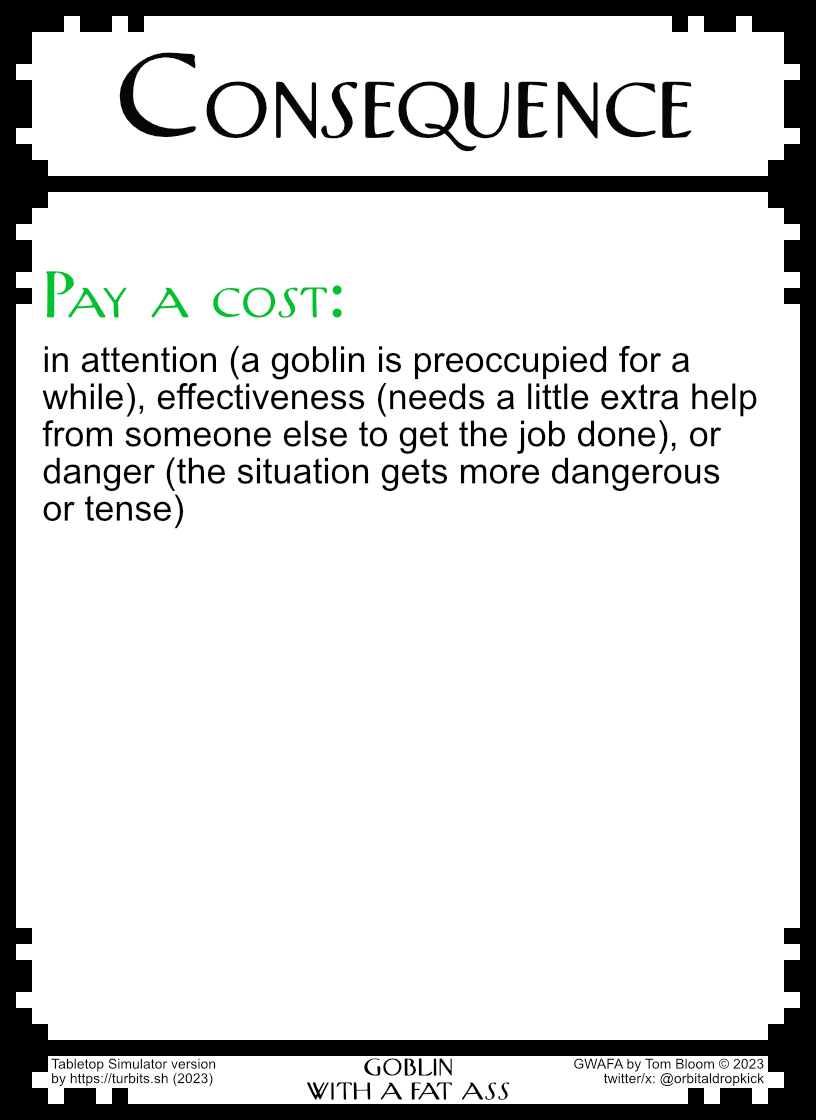 Consequence
Pay a cost:
in attention (a goblin is preoccupied for a
while), effectiveness (needs a little extra help
from someone else to get the job done), or
danger (the situation gets more dangerous
or tense)
Tabletop Simulator version
by https://turbits.sh (2023)
GOBLIN
WITH A FAT ASS
GWAFA by Tom Bloom © 2023
twitter/x: @orbitaldropkick